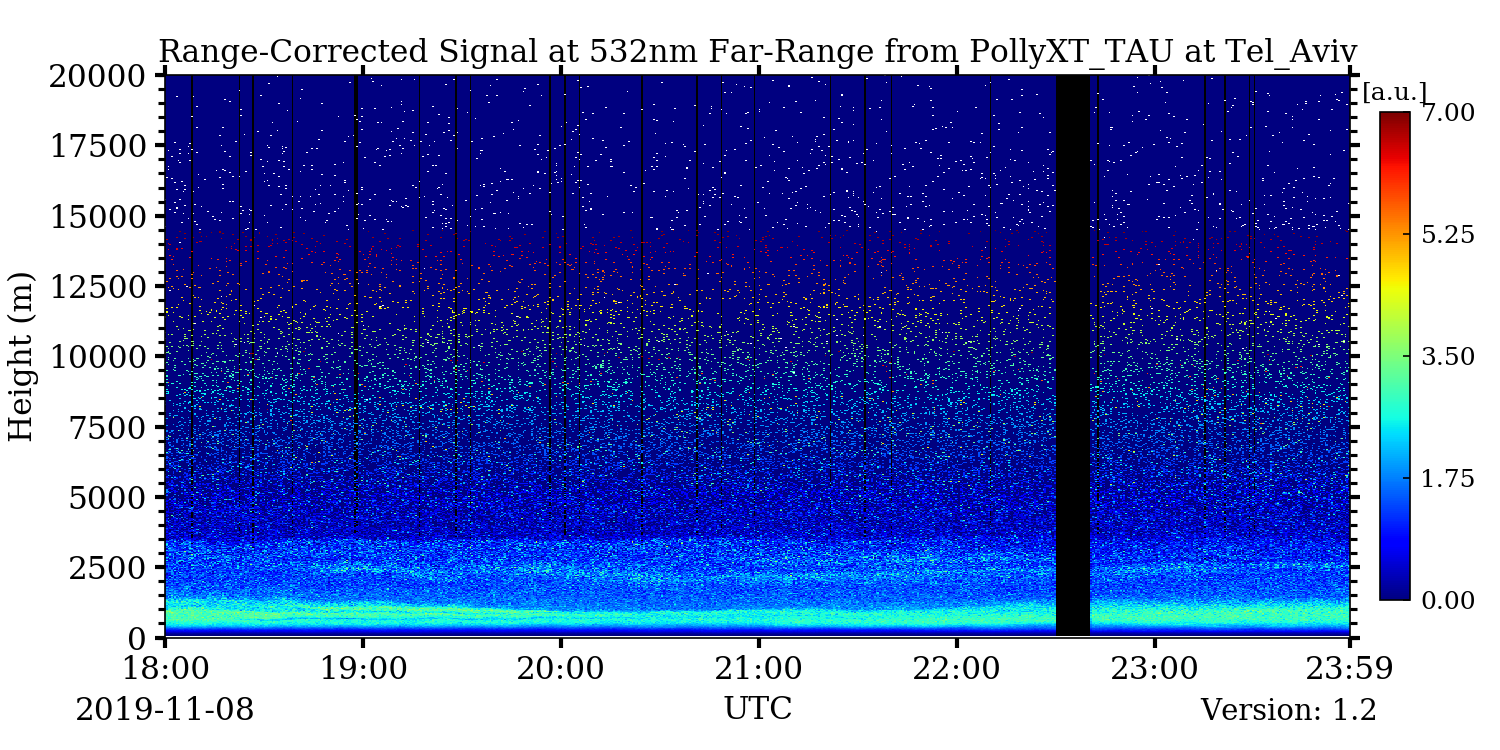 Range-Corrected Signal at 532nm Far-Range from PollyXT_TAU at Tel_Aviv
[a.u.]
20000
17500
15000
12500
10000
7500
5000
2500
0
Height (m)
7.00
5.25
3.50
1.75
0.00
18:00 19:00 20:00 21:00 22:00 23:00 23:59
2019-11-08 UTC Version: 1.2